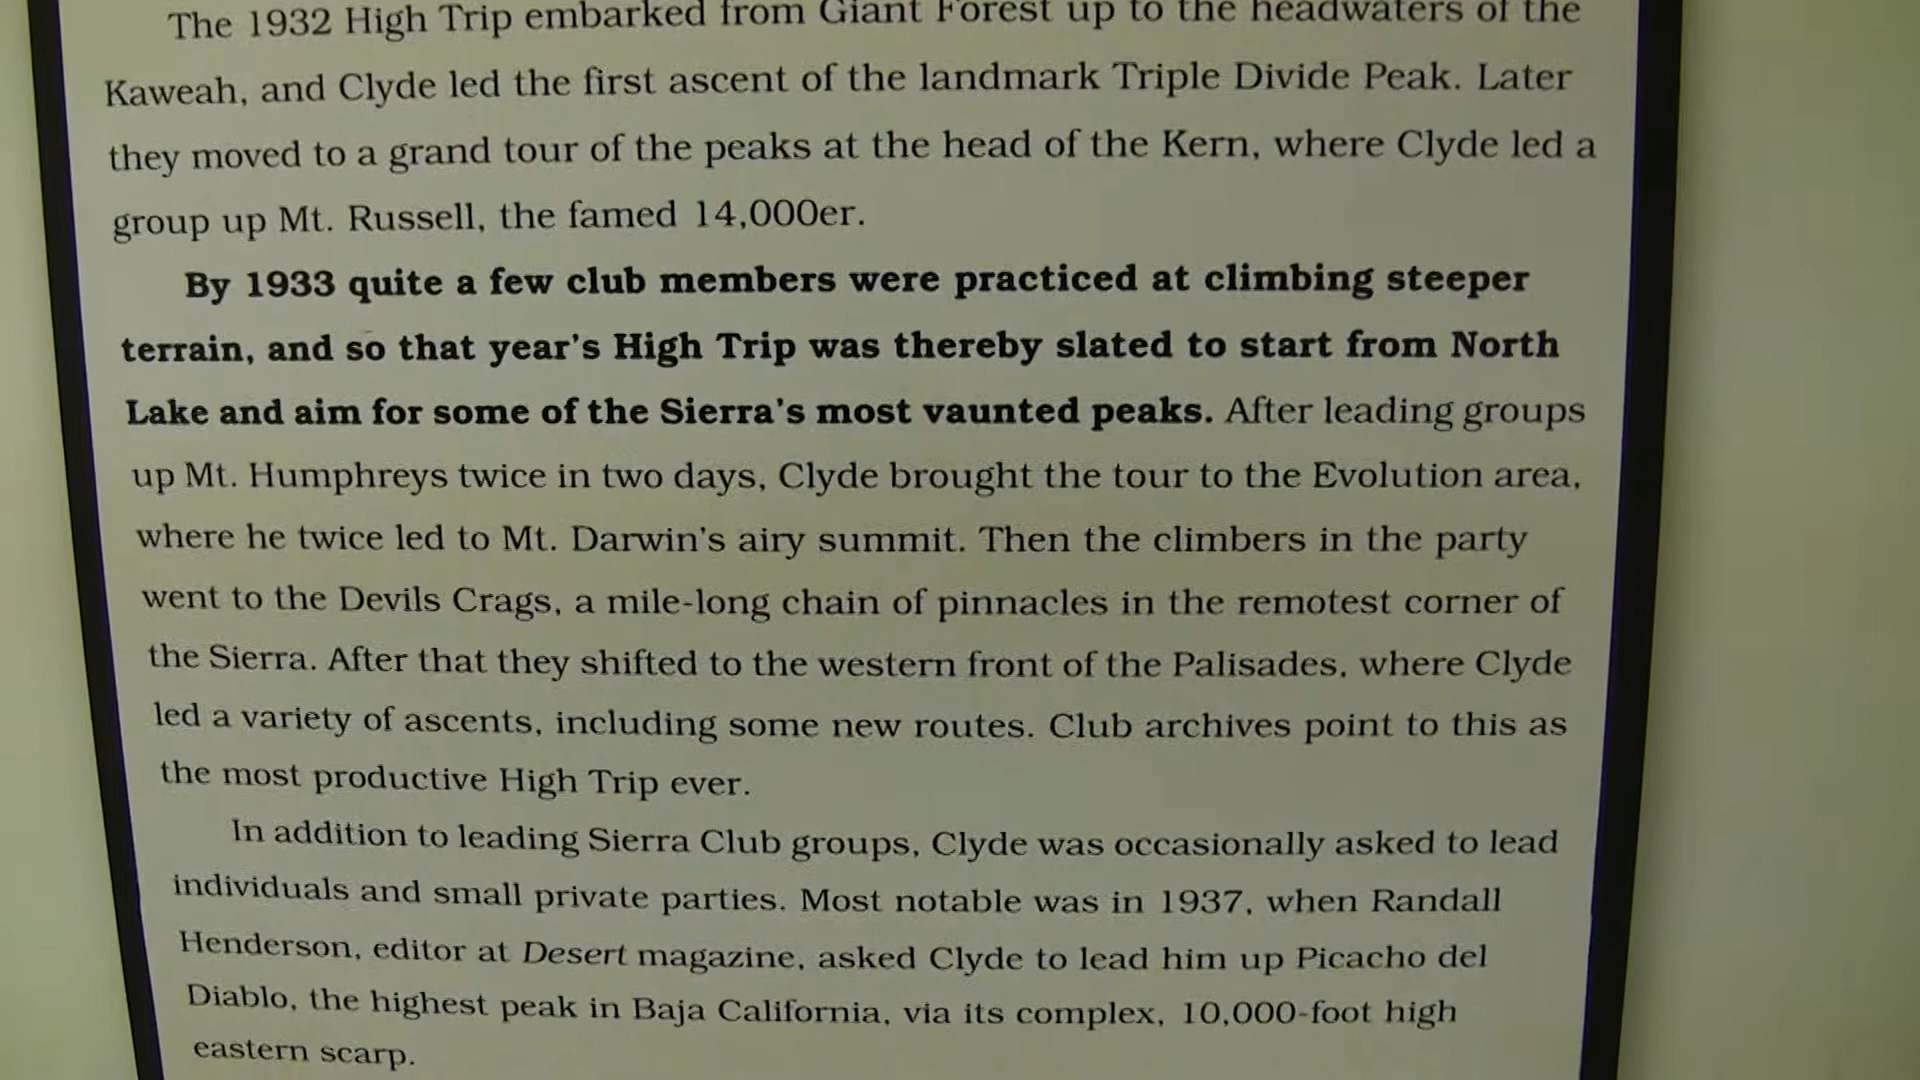 The 1932 High Trip embarked from Giant Forest up to the headwaters of the
Kaweah, and Clyde led the first ascent of the landmark Triple Divide Peak. Later
they moved to a grand tour of the peaks at the head of the Kern, where Clyde led a
group up Mt. Russell, the famed 14,000er.
By 1933 quite a few club members were practiced at climbing steeper
terrain, and so that year's High Trip was thereby slated to start from North
Lake and aim for some of the Sierra's most vaunted peaks. After leading groups
up Mt. Humphreys twice in two days, Clyde brought the tour to the Evolution area,
where he twice led to Mt. Darwin's airy summit. Then the climbers in the party
went to the Devils Crags, a mile-long chain of pinnacles in the remotest corner of
the Sierra. After that they shifted to the western front of the Palisades, where Clyde
led a variety of ascents, including some new routes. Club archives point to this as
the most productive High Trip ever.
In addition to leading Sierra Club groups, Clyde was occasionally asked to lead
individuals and small private parties. Most notable was in 1937, when Randall
Henderson, editor at Desert magazine, asked Clyde to lead him up Picacho del
Diablo, the highest peak in Baja California, via its complex, 10,000-foot high
eastern scarp.